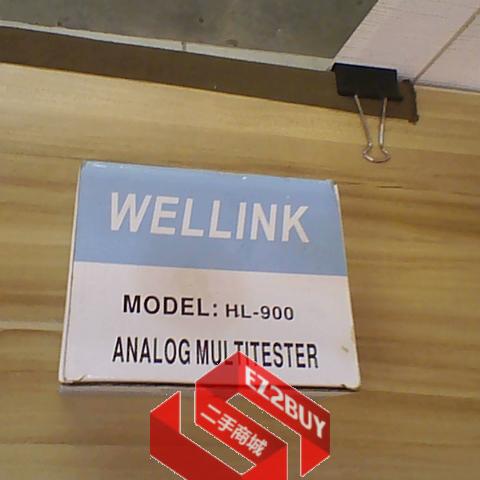 WELLINK
MODEL: HL-900
ANALOG MULTITESTER
EZ2BUY
二手商城